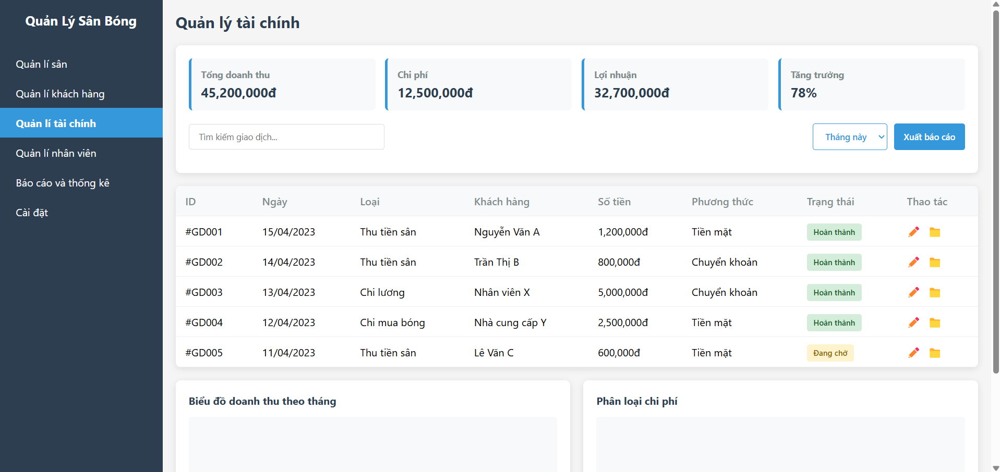 Quản Lý Sân Bóng
Quản lí sân
Quản lí khách hàng
Quản lí tài chính
Quản lí nhân viên
Báo cáo và thống kê
Cài đặt
Quản lý tài chính
Tổng doanh thu
45,200,000đ
Chi phí
12,500,000đ
Lợi nhuận
32,700,000đ
Tăng trưởng
78%
Tìm kiếm giao dịch...
Tháng này
Xuất báo cáo
ID Ngày Loại Khách hàng Số tiền Phương thức Trạng thái Thao tác
#GD001 15/04/2023 Thu tiền sân Nguyễn Văn A 1,200,000đ Tiền mặt Hoàn thành
#GD002 14/04/2023 Thu tiền sân Trần Thị B 800,000đ Chuyển khoản Hoàn thành
#GD003 13/04/2023 Chi lương Nhân viên X 5,000,000đ Chuyển khoản Hoàn thành
#GD004 12/04/2023 Chi mua bóng Nhà cung cấp Y 2,500,000đ Tiền mặt Hoàn thành
#GD005 11/04/2023 Thu tiền sân Lê Văn C 600,000đ Tiền mặt Đang chờ
Biểu đồ doanh thu theo tháng
Phân loại chi phí